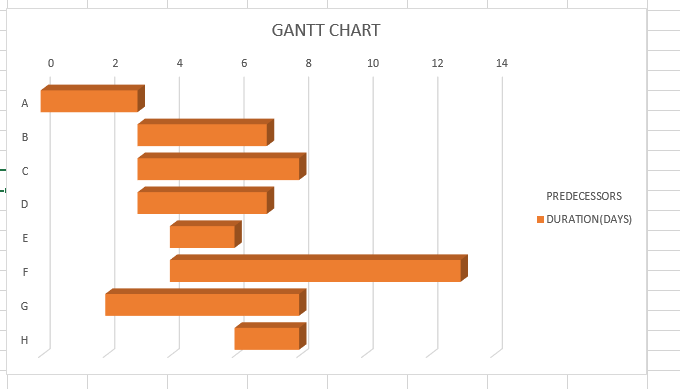 GANTT CHART
0 2 4 6 8 10 12 14
A
B
C
D
E
F
G
H
PREDECESSORS
DURATION(DAYS)